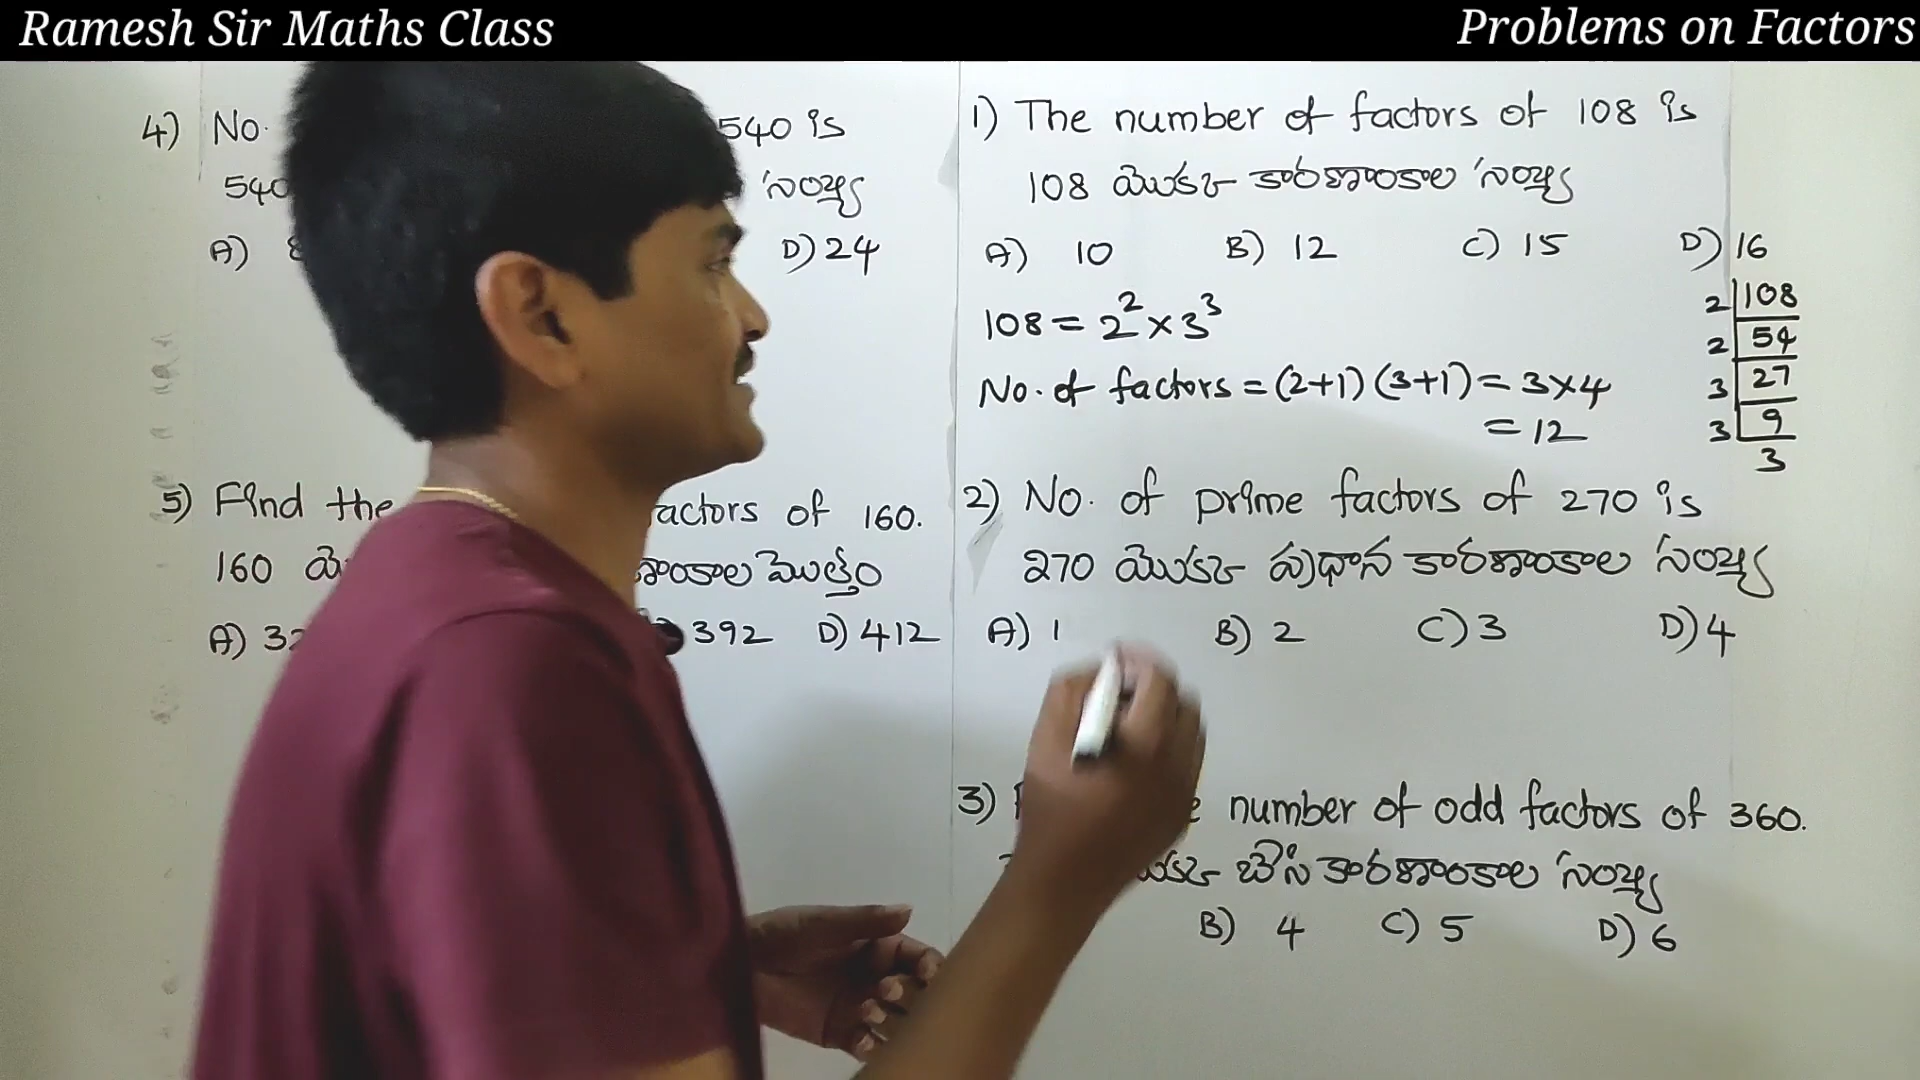 Ramesh Sir Maths Class
Problems on Factors
4) No. 540 is
540 సంఖ్య
A) D) 24
5) Find the factors of 160.
160 కారణాంకాల మొత్తం
A) 392 D) 412
1) The number of factors of 108 is
108 యొక్క కారణాంకాల సంఖ్య
A) 10 B) 12 C) 15 D) 16
108 = 2² × 3³
No. of factors = (2+1) (3+1) = 3×4
= 12
2 108
2 54
3 27
3 9
3
2) No. of prime factors of 270 is
270 యొక్క ప్రధాన కారణాంకాల సంఖ్య
A) 1 B) 2 C) 3 D) 4
3) number of odd factors of 360.
బేసి కారణాంకాల సంఖ్య
B) 4 C) 5 D) 6